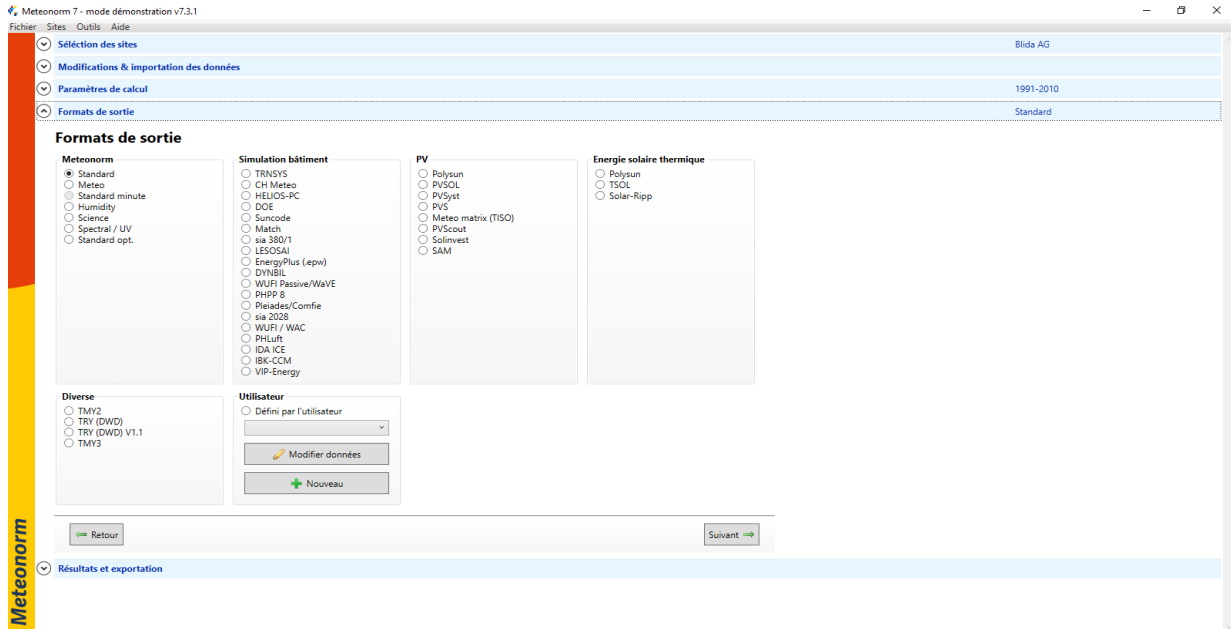 Meteonorm 7 - mode démonstration v7.3.1
Fichier Sites Outils Aide
Séléction des sites Blida AG
Modifications & importation des données
Paramètres de calcul 1991-2010
Formats de sortie Standard
Formats de sortie
Meteonorm
Standard
Meteo
Standard minute
Humidity
Science
Spectral / UV
Standard opt.
Simulation bâtiment
TRNSYS
CH Meteo
HELIOS-PC
DOE
Suncode
Match
sia 380/1
LESOSAI
EnergyPlus (.epw)
DYNBIL
WUFI Passive/WaVE
PHPP 8
Pleiades/Comfie
sia 2028
WUFI / WAC
PHLuft
IDA ICE
IBK-CCM
VIP-Energy
PV
Polysun
PVSOL
PVSyst
PVS
Meteo matrix (TISO)
PVScout
Solinvest
SAM
Energie solaire thermique
Polysun
TSOL
Solar-Ripp
Diverse
TMY2
TRY (DWD)
TRY (DWD) V1.1
TMY3
Utilisateur
Défini par l'utilisateur
Modifier données
Nouveau
Retour
Suivant
Résultats et exportation
Meteonorm